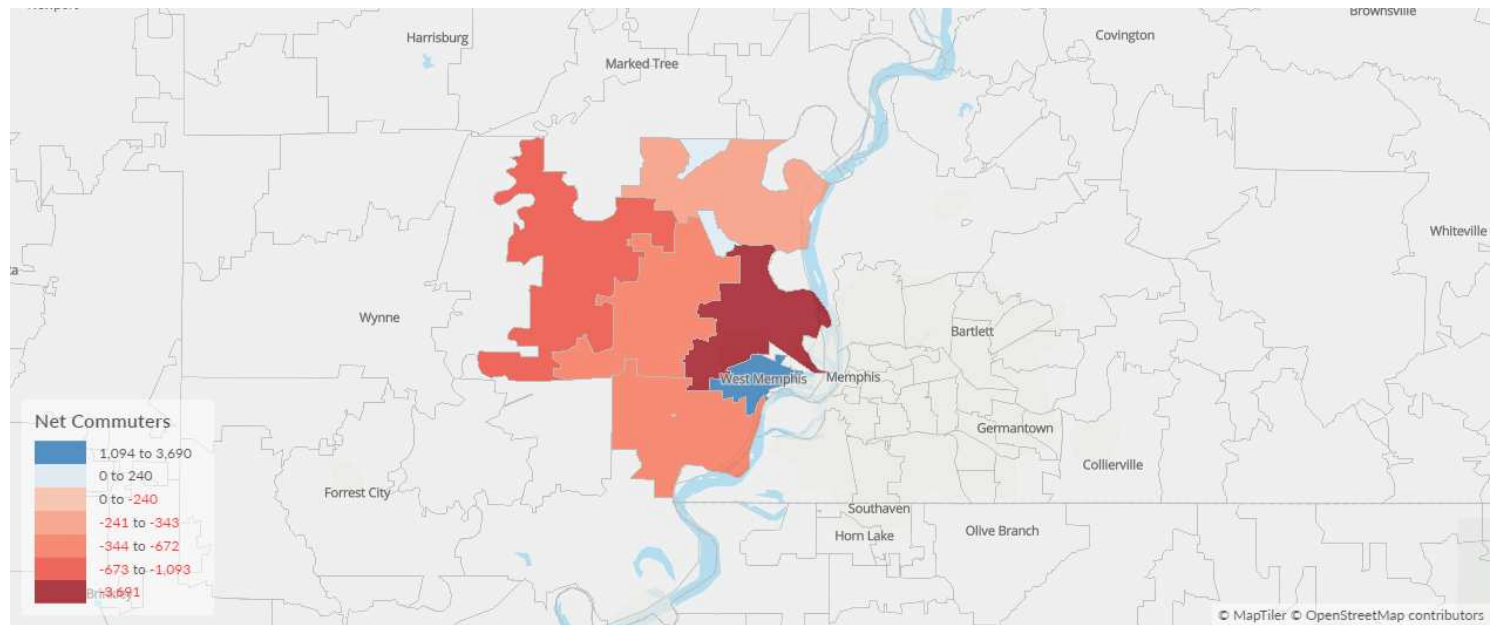 Brownsville
Harrisburg
Covington
Marked Tree
Whiteville
Wynne
Bartlett
West Memphis
Memphis
Germantown
Collierville
Forrest City
Southaven
Horn Lake
Olive Branch
Net Commuters
1,094 to 3,690
0 to 240
0 to -240
-241 to -343
-344 to -672
-673 to -1,093
-3,691
Brinkley
© MapTiler © OpenStreetMap contributors